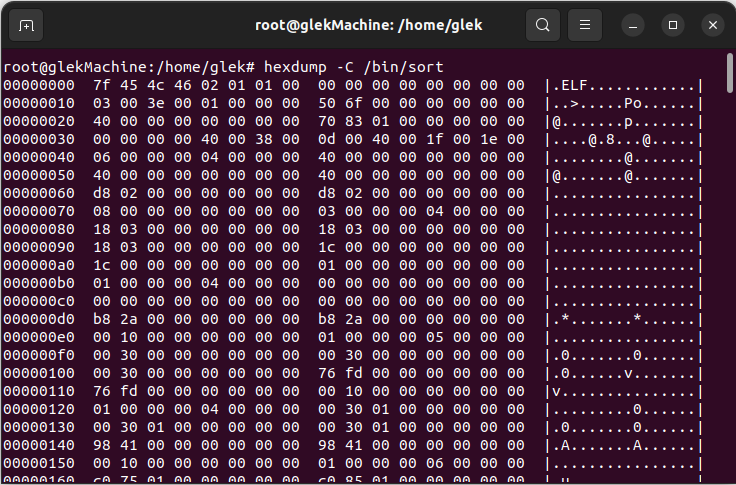 root@glekMachine: /home/glek
root@glekMachine:/home/glek# hexdump -C /bin/sort
00000000  7f 45 4c 46 02 01 01 00  00 00 00 00 00 00 00 00  |.ELF............|
00000010  03 00 3e 00 01 00 00 00  50 6f 00 00 00 00 00 00  |..>.....Po......|
00000020  40 00 00 00 00 00 00 00  70 83 01 00 00 00 00 00  |@.......p.......|
00000030  00 00 00 00 40 00 38 00  0d 00 40 00 1f 00 1e 00  |....@.8...@.....|
00000040  06 00 00 00 04 00 00 00  40 00 00 00 00 00 00 00  |........@.......|
00000050  40 00 00 00 00 00 00 00  40 00 00 00 00 00 00 00  |@.......@.......|
00000060  d8 02 00 00 00 00 00 00  d8 02 00 00 00 00 00 00  |................|
00000070  08 00 00 00 00 00 00 00  03 00 00 00 04 00 00 00  |................|
00000080  18 03 00 00 00 00 00 00  18 03 00 00 00 00 00 00  |................|
00000090  18 03 00 00 00 00 00 00  1c 00 00 00 00 00 00 00  |................|
000000a0  1c 00 00 00 00 00 00 00  01 00 00 00 00 00 00 00  |................|
000000b0  01 00 00 00 04 00 00 00  00 00 00 00 00 00 00 00  |................|
000000c0  00 00 00 00 00 00 00 00  00 00 00 00 00 00 00 00  |................|
000000d0  b8 2a 00 00 00 00 00 00  b8 2a 00 00 00 00 00 00  |.*.......*......|
000000e0  00 10 00 00 00 00 00 00  01 00 00 00 05 00 00 00  |................|
000000f0  00 30 00 00 00 00 00 00  00 30 00 00 00 00 00 00  |.0.......0......|
00000100  00 30 00 00 00 00 00 00  76 fd 00 00 00 00 00 00  |.0......v.......|
00000110  76 fd 00 00 00 00 00 00  00 10 00 00 00 00 00 00  |v...............|
00000120  01 00 00 00 04 00 00 00  00 30 01 00 00 00 00 00  |.........0......|
00000130  00 30 01 00 00 00 00 00  00 30 01 00 00 00 00 00  |.0.......0......|
00000140  98 41 00 00 00 00 00 00  98 41 00 00 00 00 00 00  |.A.......A......|
00000150  00 10 00 00 00 00 00 00  01 00 00 00 06 00 00 00  |................|
00000160  c0 75 01 00 00 00 00 00  c0 85 01 00 00 00 00 00  |.u..............|